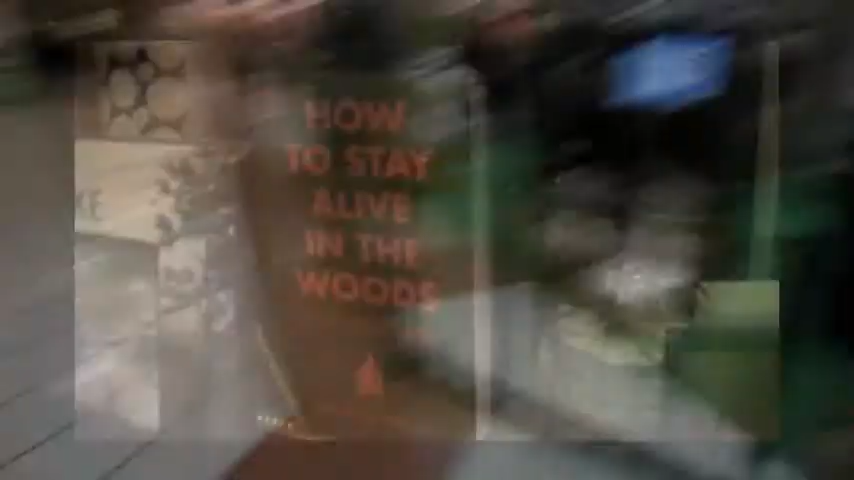 HOW
TO STAY
ALIVE
IN THE
WOODS